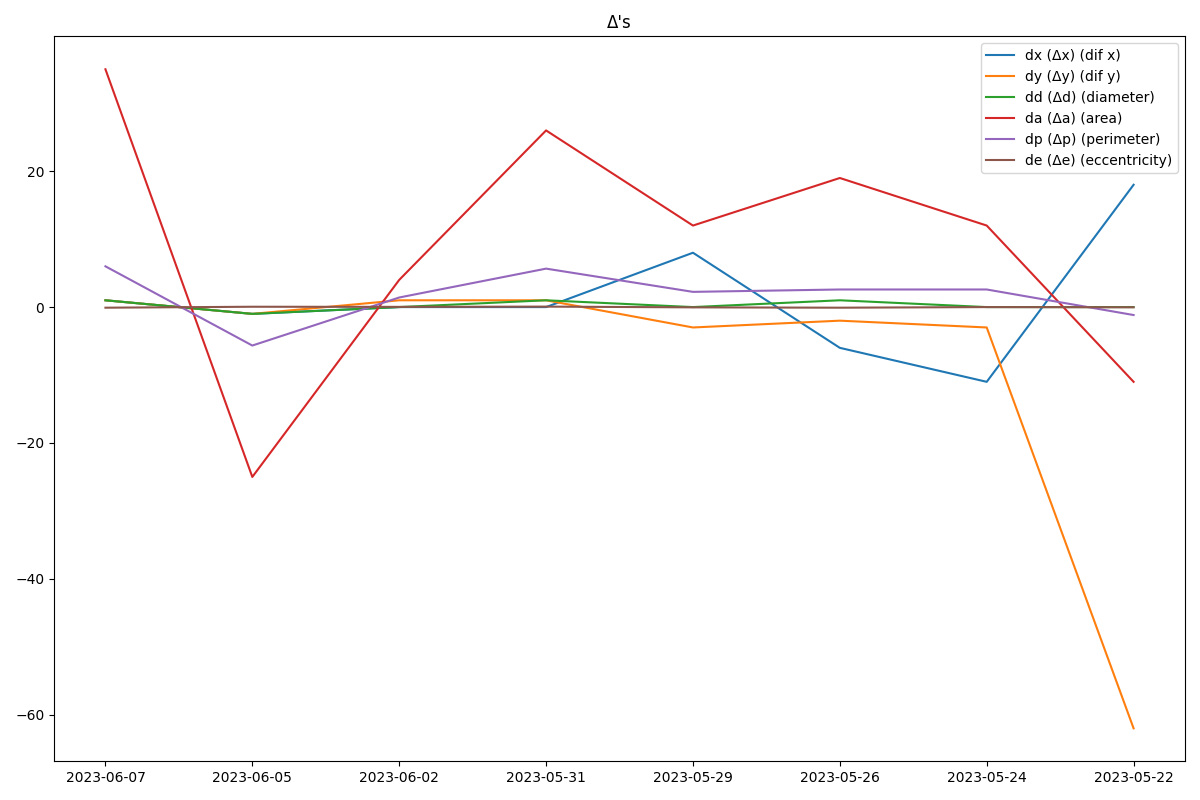 Δ's
dx (Δx) (dif x)
dy (Δy) (dif y)
dd (Δd) (diameter)
da (Δa) (area)
dp (Δp) (perimeter)
de (Δe) (eccentricity)
20
0
−20
−40
−60
2023-06-07 2023-06-05 2023-06-02 2023-05-31 2023-05-29 2023-05-26 2023-05-24 2023-05-22